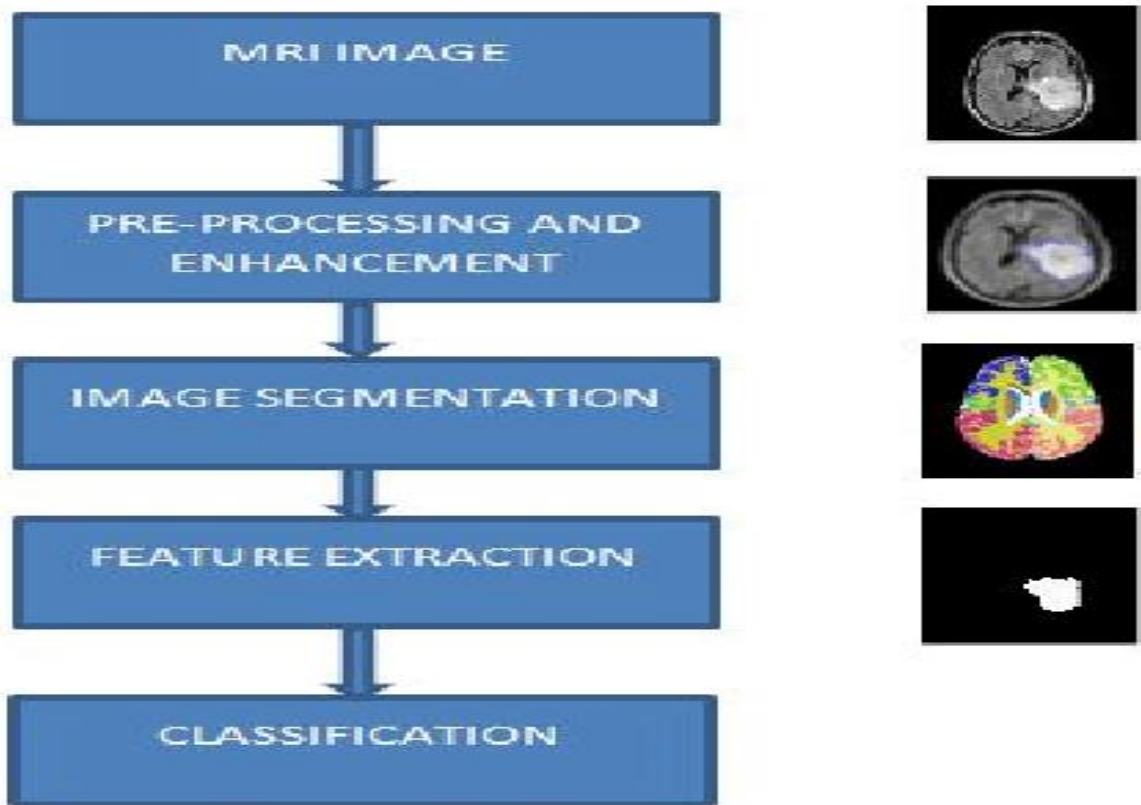 MRI IMAGE
PRE-PROCESSING AND
ENHANCEMENT
IMAGE SEGMENTATION
FEATURE EXTRACTION
CLASSIFICATION